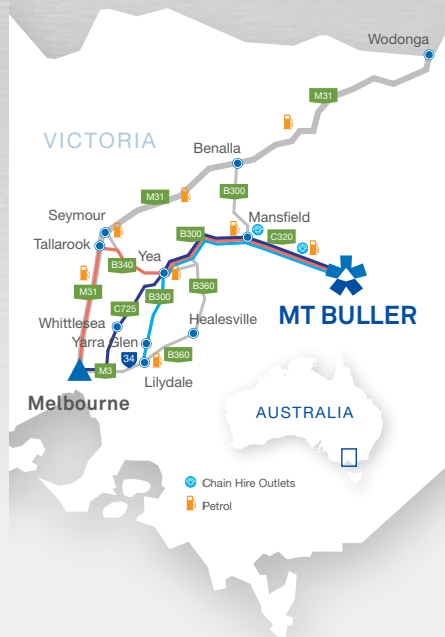 Wodonga
M31
VICTORIA
Benalla
M31
B300
Seymour
Mansfield
Tallarook
B300
C320
Yea
B340
M31
B300
B360
MT BULLER
C725
Whittlesea
Healesville
Yarra Glen
34
B360
M3
Lilydale
Melbourne
AUSTRALIA
Chain Hire Outlets
Petrol